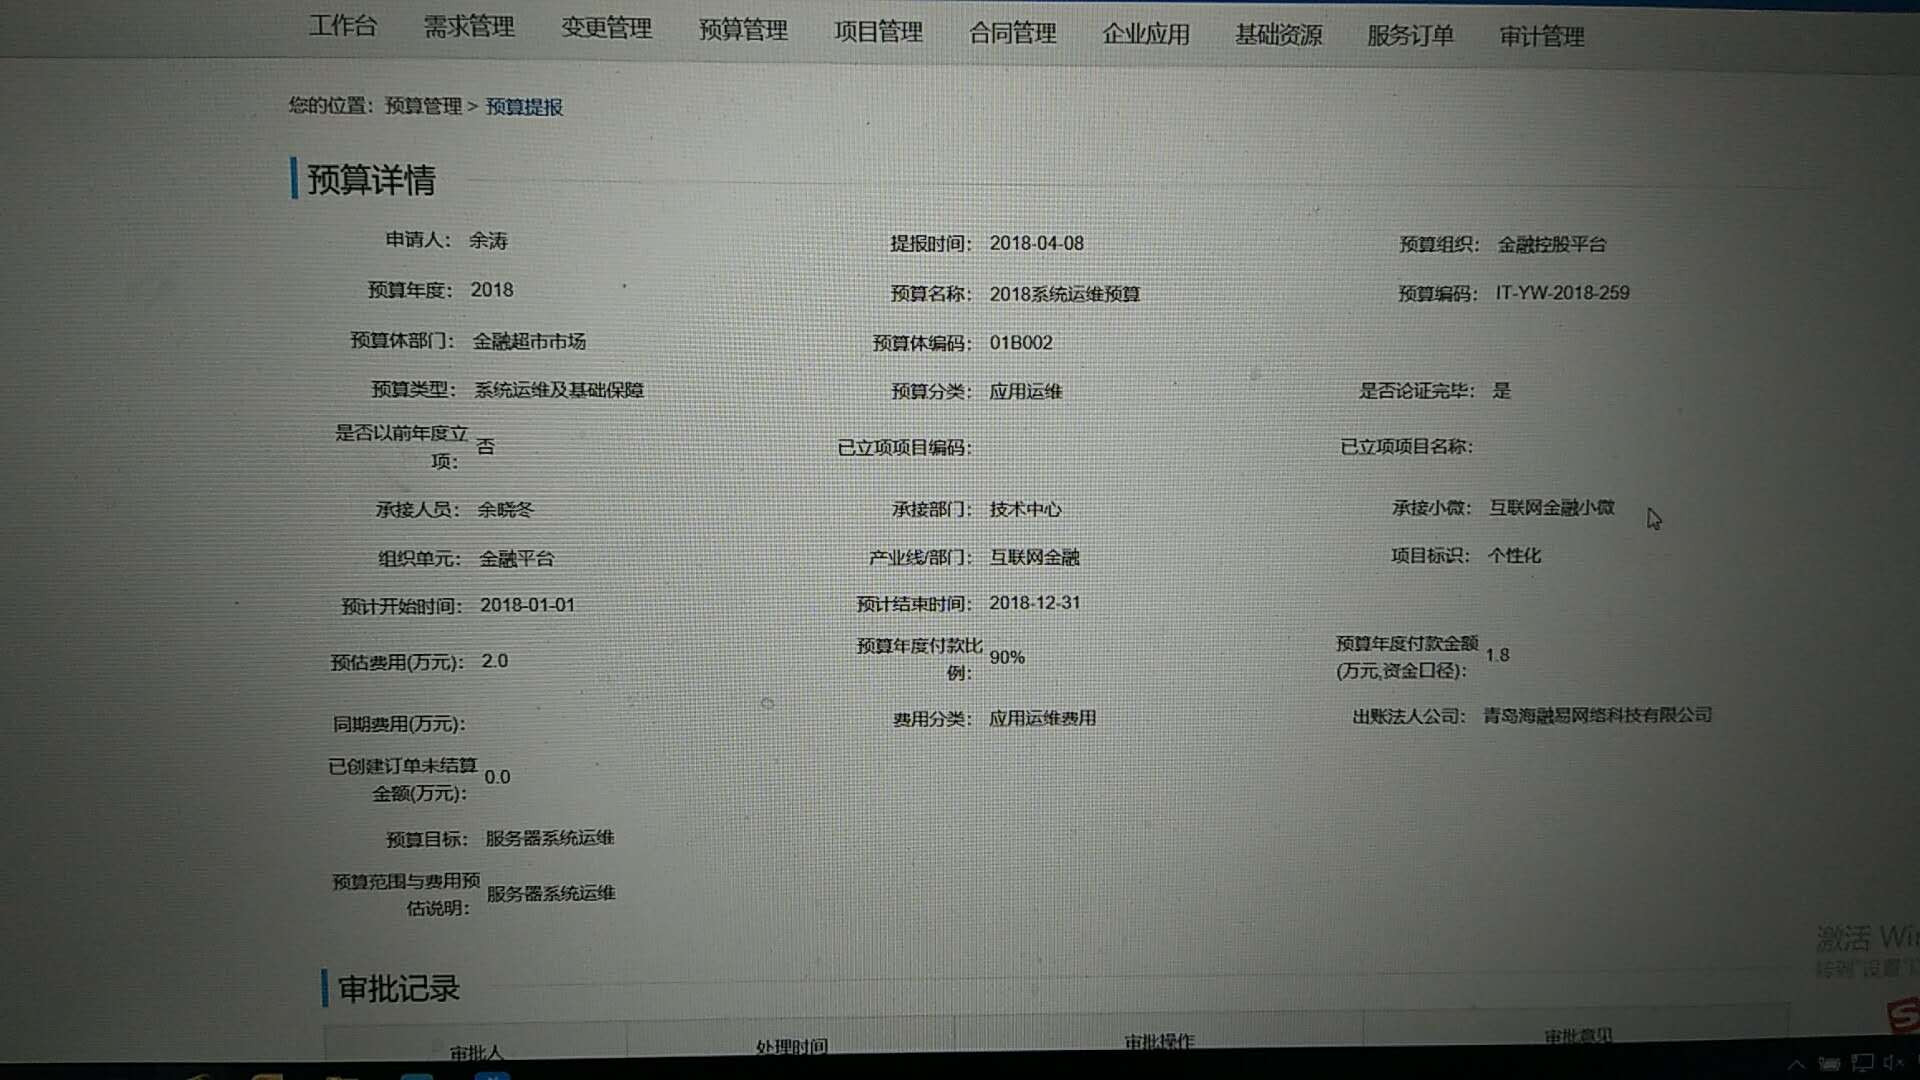 工作台 需求管理 变更管理 预算管理 项目管理 合同管理 企业应用 基础资源 服务订单 审计管理
您的位置：预算管理 > 预算提报
预算详情
申请人： 余涛 提报时间： 2018-04-08 预算组织： 金融控股平台
预算年度： 2018 预算名称： 2018系统运维预算 预算编码： IT-YW-2018-259
预算体部门： 金融超市市场 预算体编码： 01B002
预算类型： 系统运维及基础保障 预算分类： 应用运维 是否论证完毕： 是
是否以前年度立
项： 否 已立项项目编码： 已立项项目名称：
承接人员： 余晓冬 承接部门： 技术中心 承接小微： 互联网金融小微
组织单元： 金融平台 产业线/部门： 互联网金融 项目标识： 个性化
预计开始时间： 2018-01-01 预计结束时间： 2018-12-31
预估费用(万元)： 2.0 预算年度付款比
例： 90% 预算年度付款金额
(万元,资金口径)： 1.8
同期费用(万元)： 费用分类： 应用运维费用 出账法人公司： 青岛海融易网络科技有限公司
已创建订单未结算
金额(万元)： 0.0
预算目标： 服务器系统运维
预算范围与费用预
估说明： 服务器系统运维
激活 Win
转到"设置"
审批记录
审批人 处理时间 审批操作 审批意见